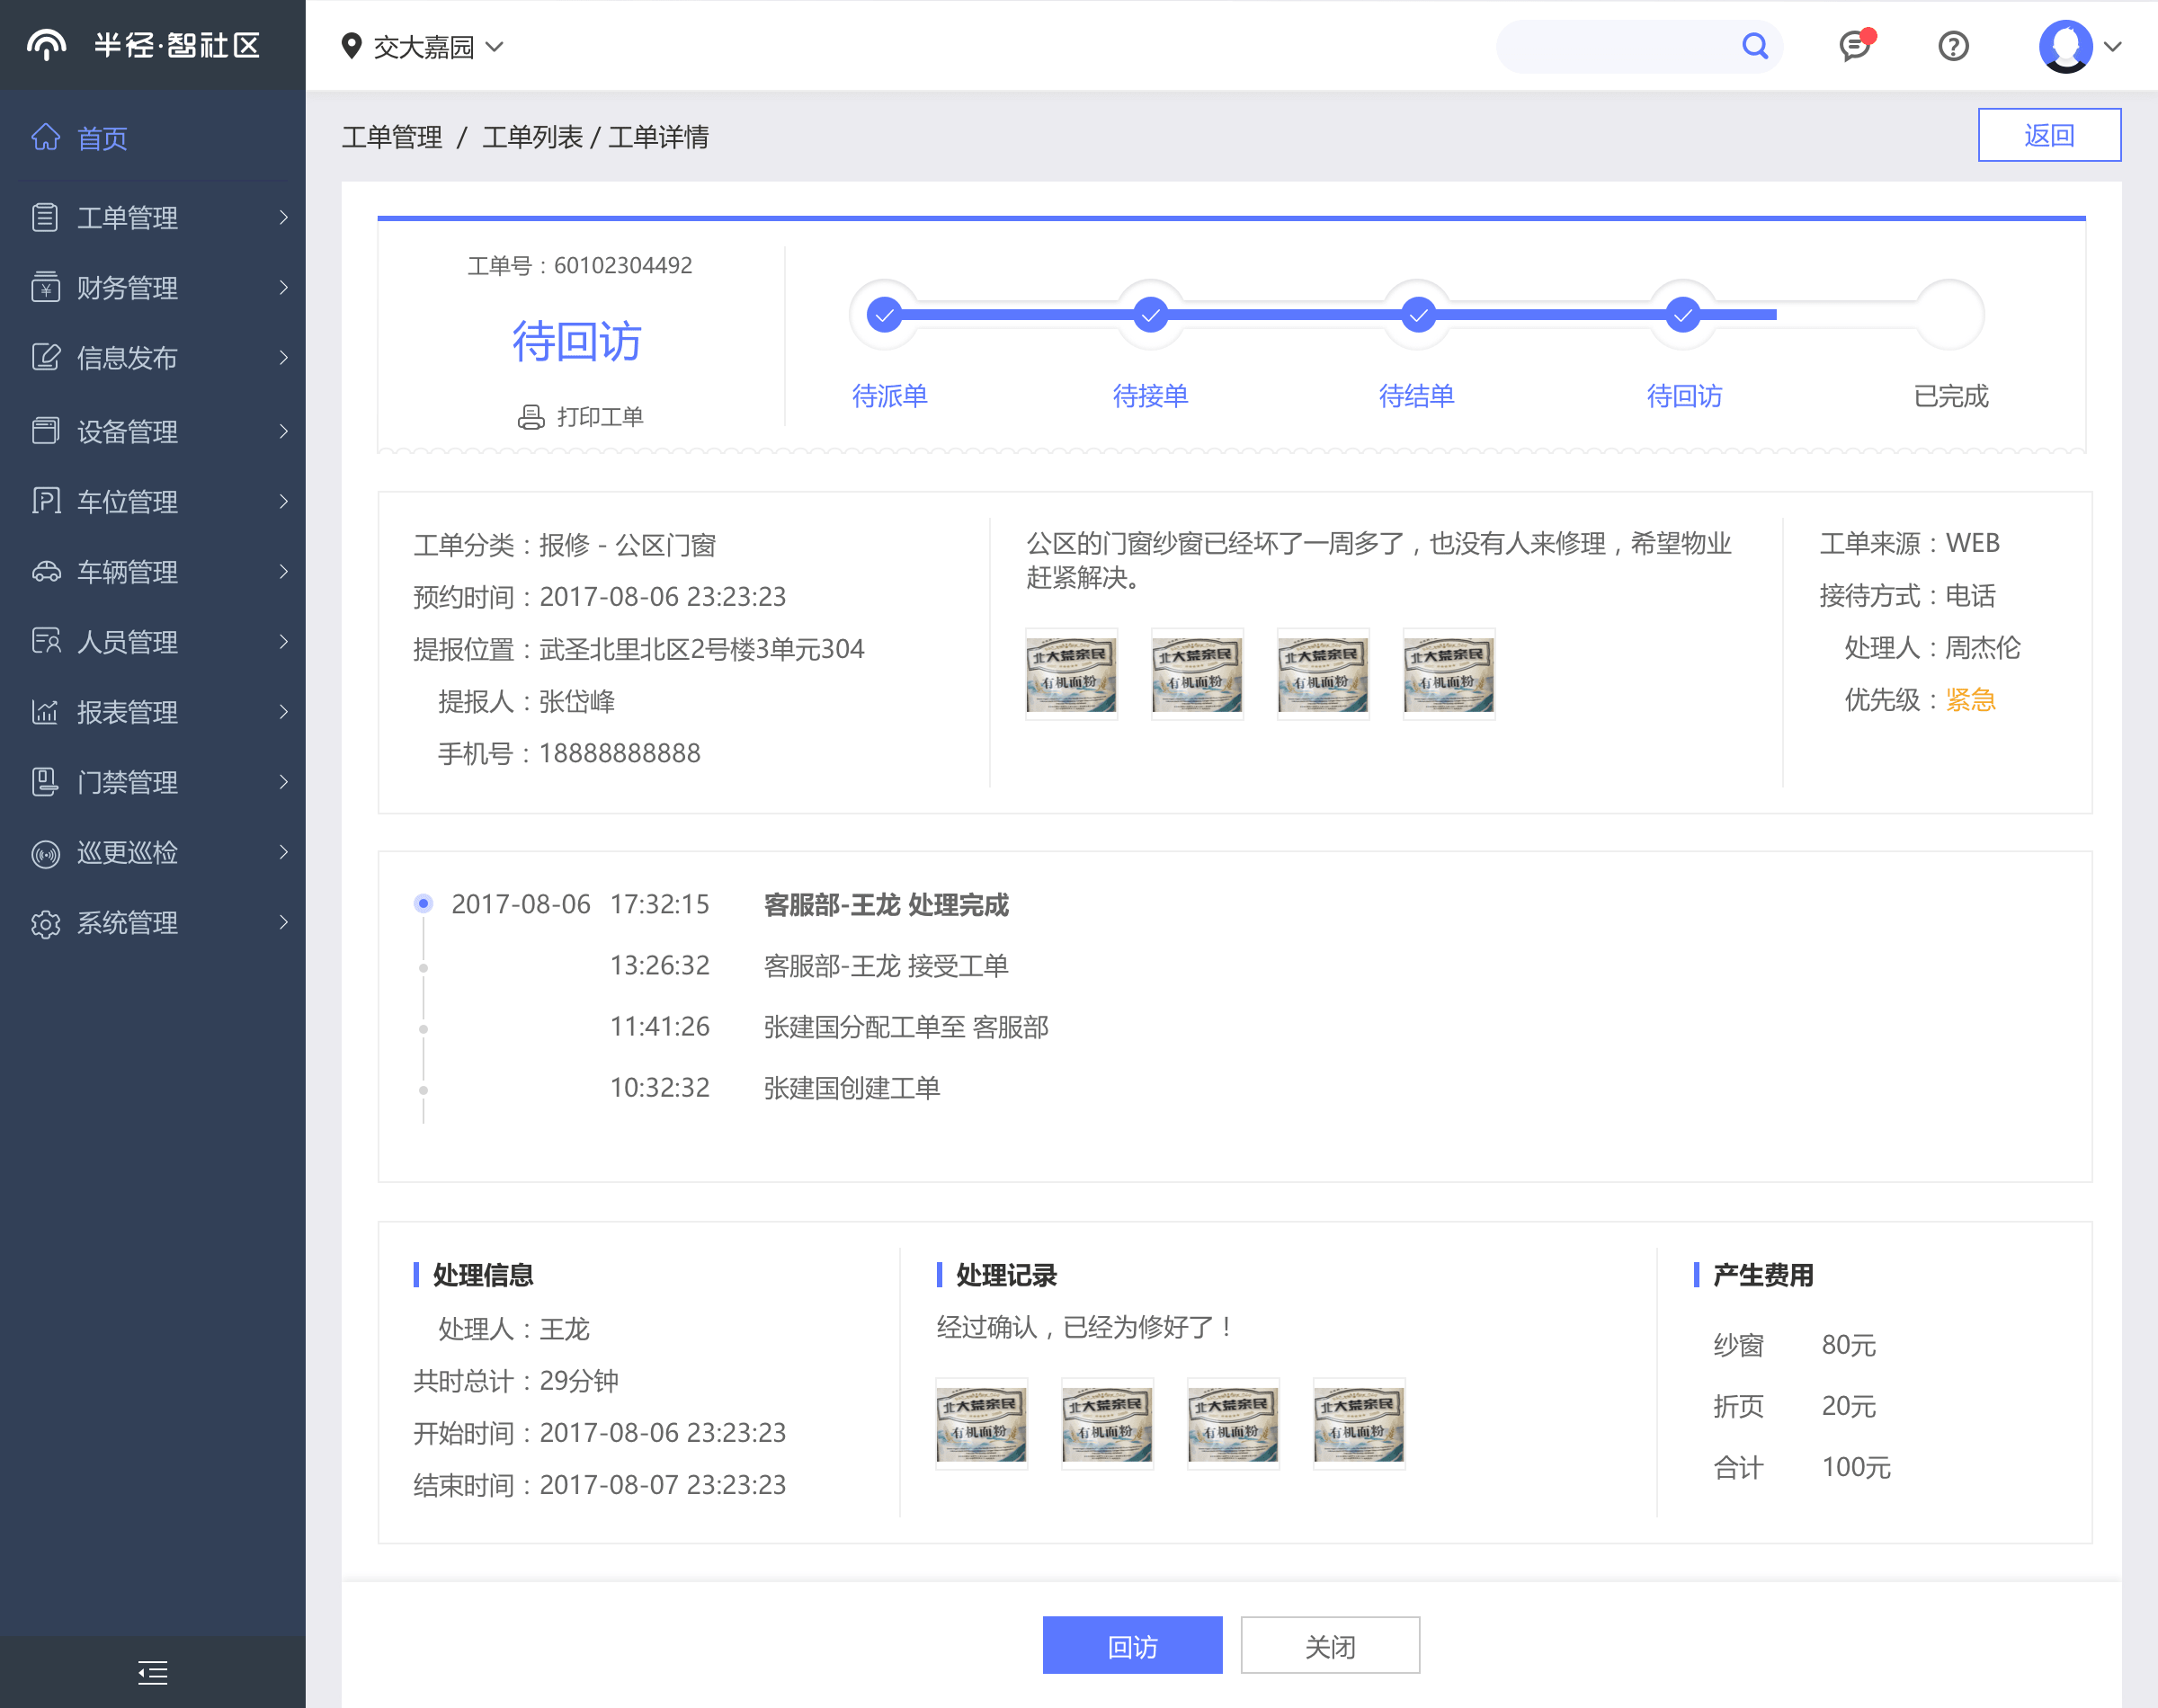 半径·智社区
交大嘉园
首页
工单管理
财务管理
信息发布
设备管理
车位管理
车辆管理
人员管理
报表管理
门禁管理
巡更巡检
系统管理
工单管理 / 工单列表 / 工单详情
返回
工单号：60102304492
待回访
打印工单
待派单
待接单
待结单
待回访
已完成
工单分类：报修 - 公区门窗
预约时间：2017-08-06 23:23:23
提报位置：武圣北里北区2号楼3单元304
提报人：张岱峰
手机号：18888888888
公区的门窗纱窗已经坏了一周多了，也没有人来修理，希望物业
赶紧解决。
北大荒亲民
有机面粉
北大荒亲民
有机面粉
北大荒亲民
有机面粉
北大荒亲民
有机面粉
工单来源：WEB
接待方式：电话
处理人：周杰伦
优先级：紧急
2017-08-06 17:32:15 客服部-王龙 处理完成
13:26:32 客服部-王龙 接受工单
11:41:26 张建国分配工单至 客服部
10:32:32 张建国创建工单
处理信息
处理人：王龙
共时总计：29分钟
开始时间：2017-08-06 23:23:23
结束时间：2017-08-07 23:23:23
处理记录
经过确认，已经为修好了！
北大荒亲民
有机面粉
北大荒亲民
有机面粉
北大荒亲民
有机面粉
北大荒亲民
有机面粉
产生费用
纱窗 80元
折页 20元
合计 100元
回访
关闭